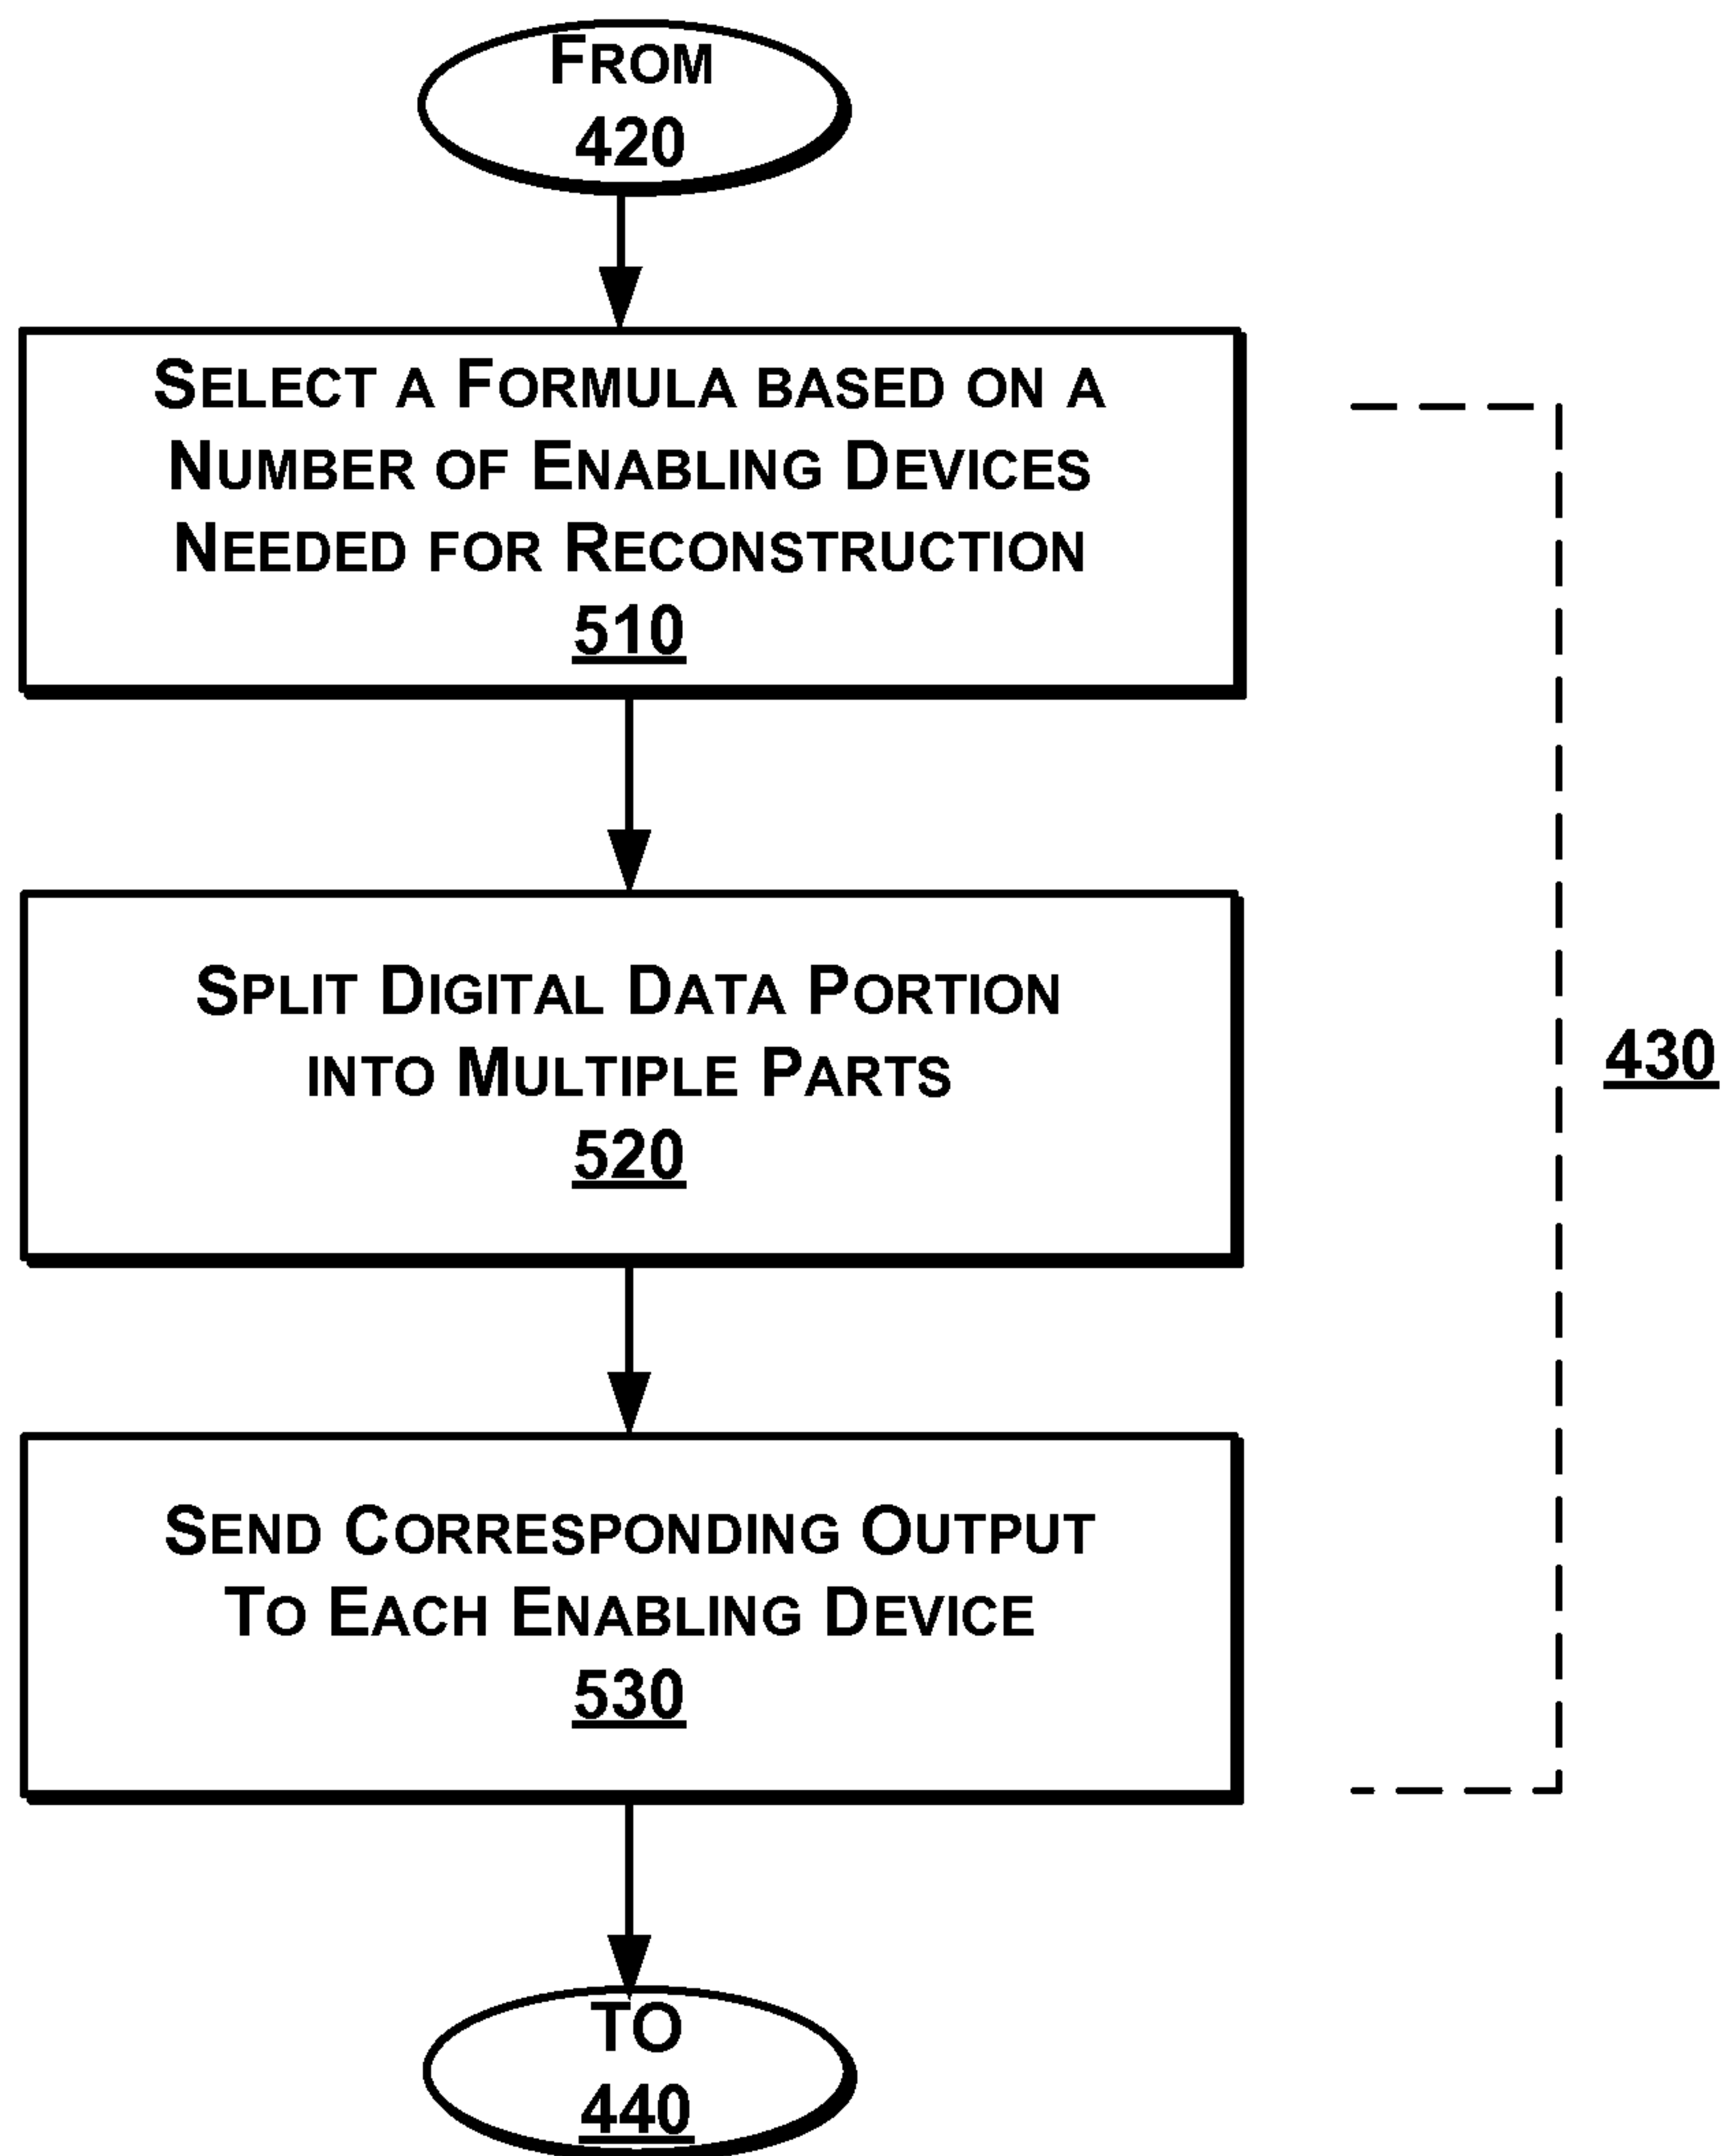 FROM
420
SELECT A FORMULA BASED ON A
NUMBER OF ENABLING DEVICES
NEEDED FOR RECONSTRUCTION
510
SPLIT DIGITAL DATA PORTION
INTO MULTIPLE PARTS
520
430
SEND CORRESPONDING OUTPUT
TO EACH ENABLING DEVICE
530
TO
440